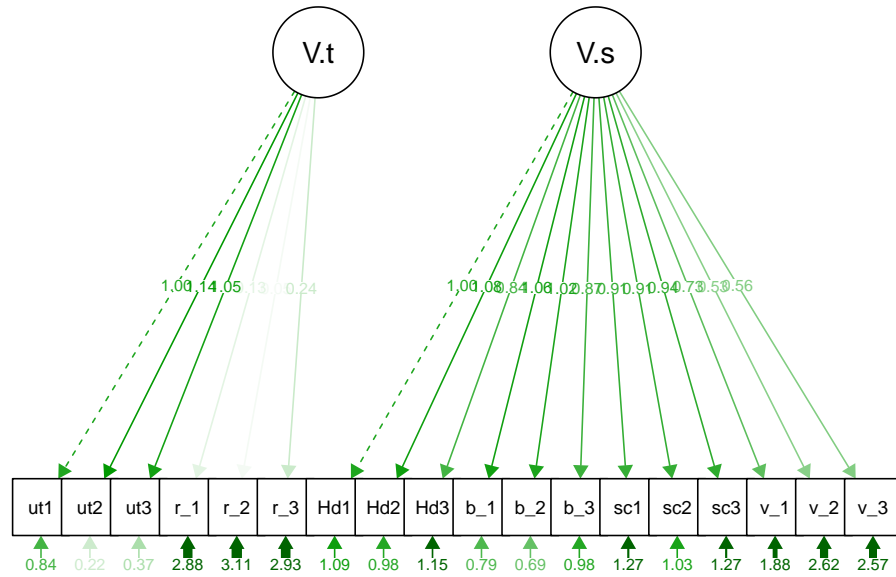 V.t V.s
1.00 1.14 1.05 0.13 0.24 1.00 1.08 0.84 1.06 1.02 0.87 0.91 0.91 0.94 0.73 0.53 0.56
ut1 ut2 ut3 r_1 r_2 r_3 Hd1 Hd2 Hd3 b_1 b_2 b_3 sc1 sc2 sc3 v_1 v_2 v_3
0.84 0.22 0.37 2.88 3.11 2.93 1.09 0.98 1.15 0.79 0.69 0.98 1.27 1.03 1.27 1.88 2.62 2.57